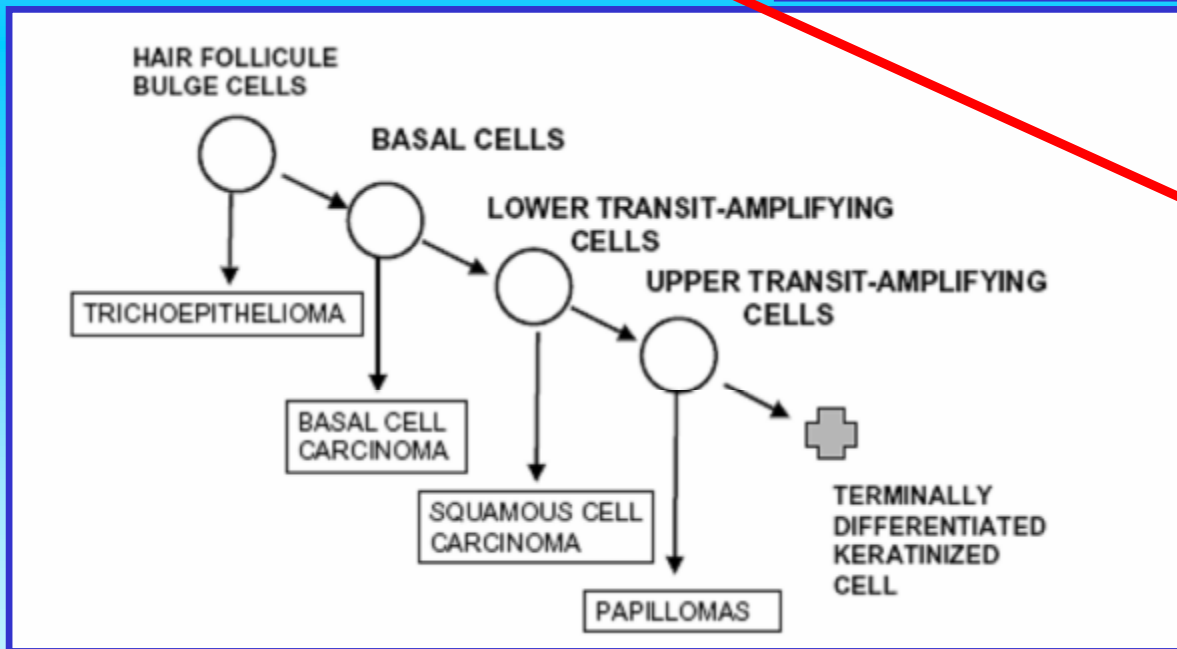 HAIR FOLLICULE
BULGE CELLS
BASAL CELLS
LOWER TRANSIT-AMPLIFYING
CELLS
UPPER TRANSIT-AMPLIFYING
CELLS
TRICHOEPITHELIOMA
BASAL CELL
CARCINOMA
SQUAMOUS CELL
CARCINOMA
PAPILLOMAS
TERMINALLY
DIFFERENTIATED
KERATINIZED
CELL